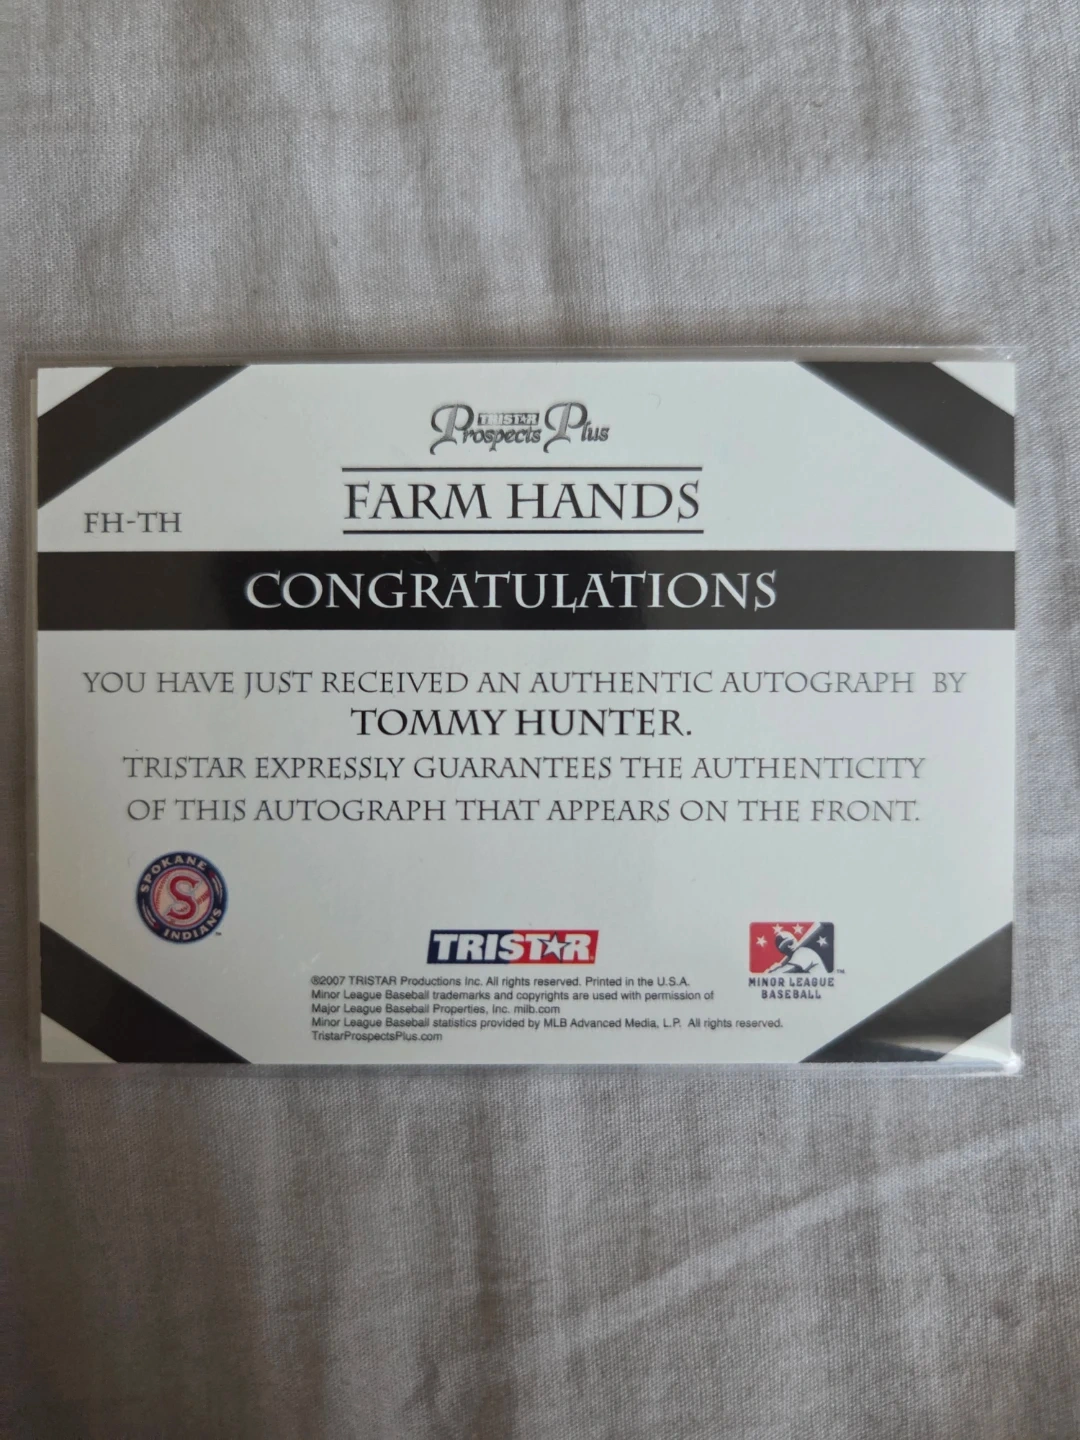 TRISTAR
Prospects Plus
FARM HANDS
FH-TH
CONGRATULATIONS
YOU HAVE JUST RECEIVED AN AUTHENTIC AUTOGRAPH BY
TOMMY HUNTER.
TRISTAR EXPRESSLY GUARANTEES THE AUTHENTICITY
OF THIS AUTOGRAPH THAT APPEARS ON THE FRONT.
SPOKANE
S
INDIANS
TRISTAR
MINOR LEAGUE
BASEBALL
©2007 TRISTAR Productions Inc. All rights reserved. Printed in the U.S.A.
Minor League Baseball trademarks and copyrights are used with permission of
Major League Baseball Properties, Inc. milb.com
Minor League Baseball statistics provided by MLB Advanced Media, L.P. All rights reserved.
TristarProspectsPlus.com